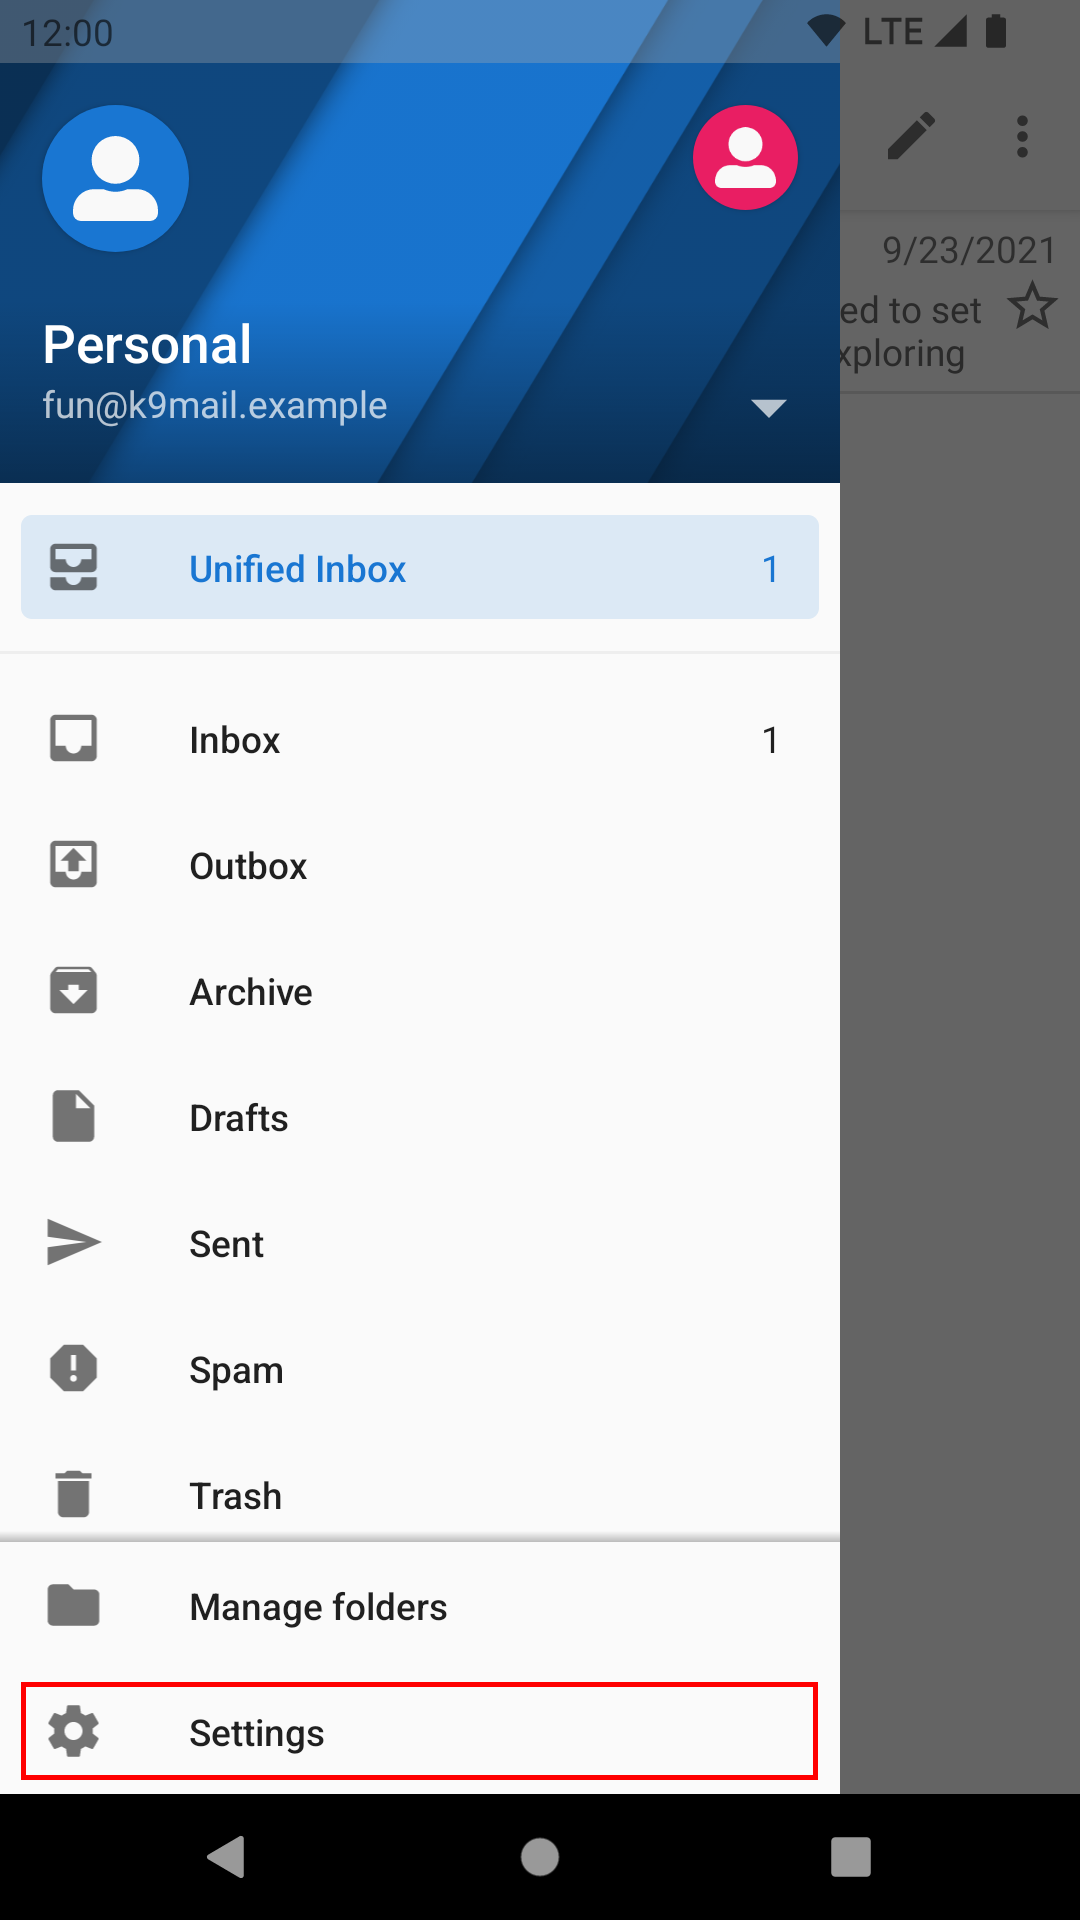 12:00
LTE
9/23/2021
ed to set
xploring
Personal
fun@k9mail.example
Unified Inbox 1
Inbox 1
Outbox
Archive
Drafts
Sent
Spam
Trash
Manage folders
Settings